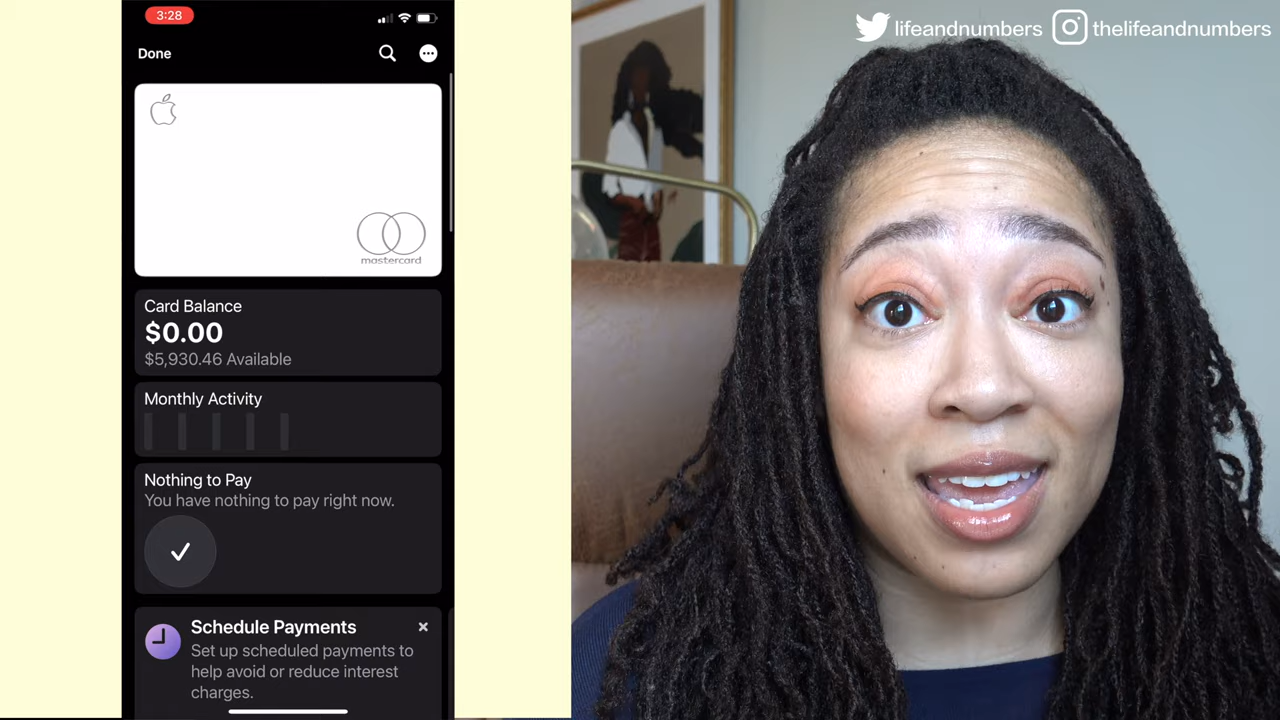 3:28
Done
mastercard
Card Balance
$0.00
$5,930.46 Available
Monthly Activity
Nothing to Pay
You have nothing to pay right now.
Schedule Payments
Set up scheduled payments to
help avoid or reduce interest
charges.
lifeandnumbers thelifeandnumbers